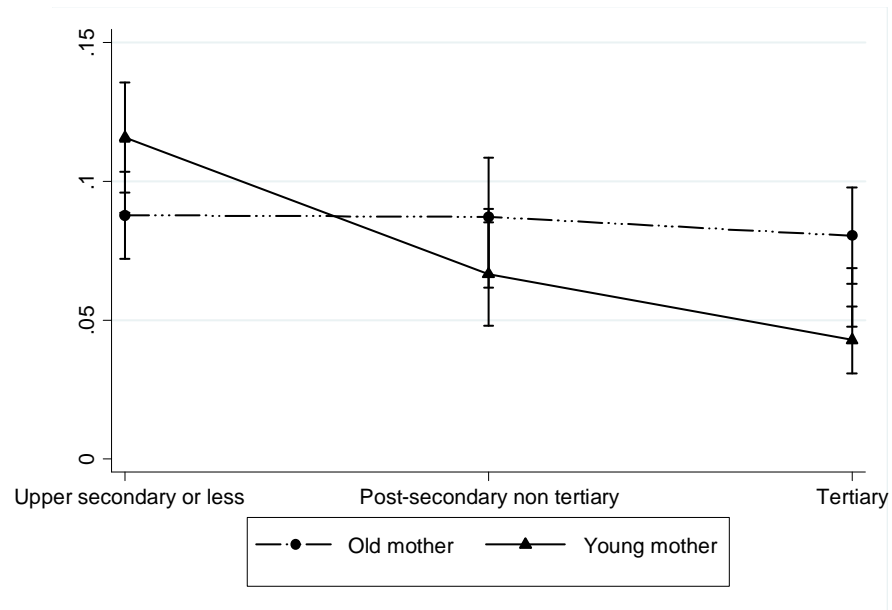 .15
.1
.05
0
Upper secondary or less Post-secondary non tertiary Tertiary
Old mother Young mother